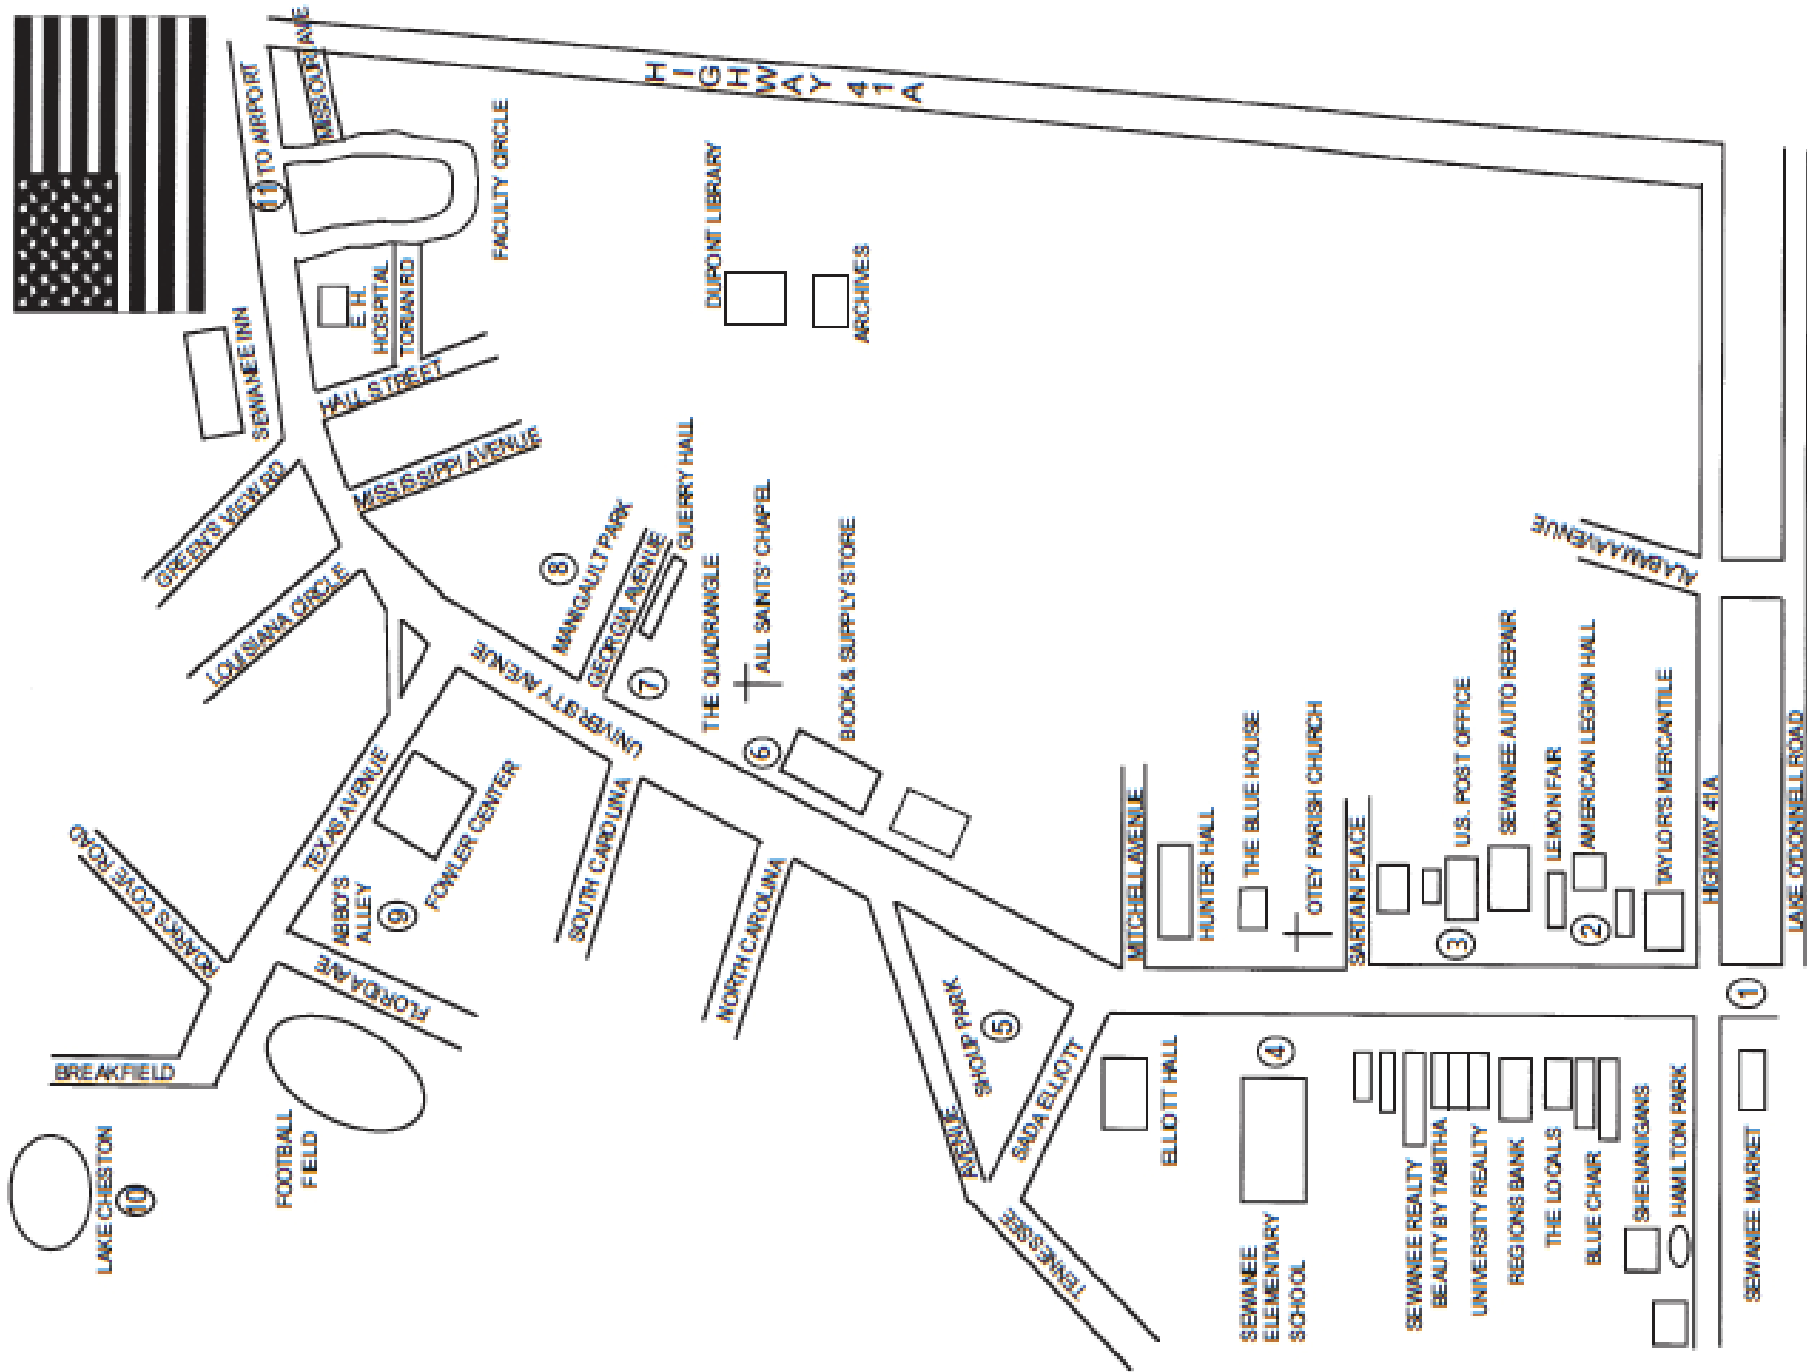 HIGHWAY 41A
11 TO AIRPORT
MISSOURI AVE
FACULTY CIRCLE
SEWANEE INN
E. H.
HOSPITAL
TORIAN RD
HALL STREET
MISSISSIPPI AVENUE
DUPONT LIBRARY
ARCHIVES
GREEN'S VIEW RD
LOUISIANA CIRCLE
8
MANIGAULT PARK
GEORGIA AVENUE
GUERRY HALL
7
THE QUADRANGLE
ALL SAINTS' CHAPEL
6
BOOK & SUPPLY STORE
UNIVERSITY AVENUE
TEXAS AVENUE
FOWLER CENTER
ABBO'S
ALLEY
9
ROARK'S COVE ROAD
FLORIDA AVE
BREAKFIELD
LAKE CHESTON
10
FOOTBALL
FIELD
SOUTH CAROLINA
NORTH CAROLINA
SHOUP PARK
5
SADA ELLIOTT
TENNESSEE
AVENUE
MITCHELL AVENUE
HUNTER HALL
THE BLUE HOUSE
OTEY PARISH CHURCH
SARTAIN PLACE
3
U.S. POST OFFICE
SEWANEE AUTO REPAIR
LEMON FAIR
2
AMERICAN LEGION HALL
TAYLOR'S MERCANTILE
ALABAMA AVENUE
HIGHWAY 41A
LAKE O'DONNELL ROAD
1
ELLIOTT HALL
4
SEWANEE
ELEMENTARY
SCHOOL
SEWANEE REALTY
BEAUTY BY TABITHA
UNIVERSITY REALTY
REGIONS BANK
THE LOCALS
BLUE CHAIR
SHENANIGANS
HAMILTON PARK
SEWANEE MARKET